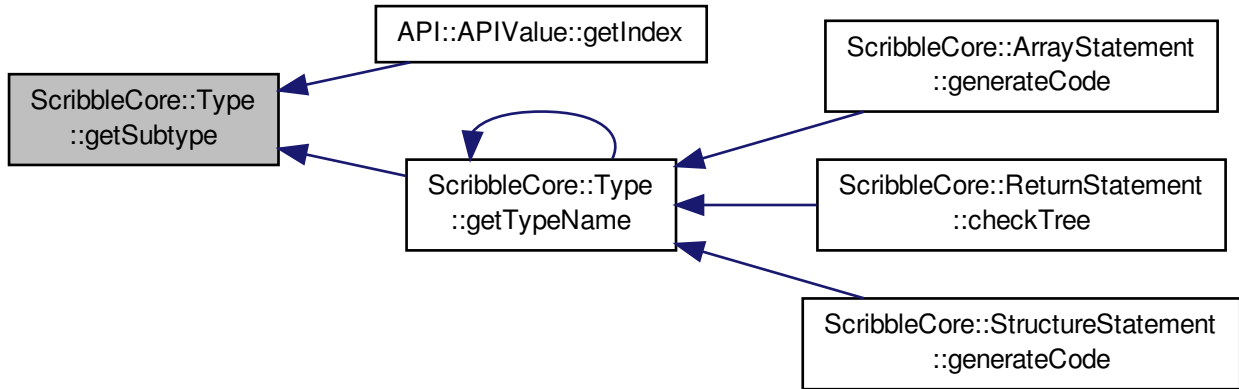 ScribbleCore::Type
::getSubtype
API::APIValue::getIndex
ScribbleCore::Type
::getTypeName
ScribbleCore::ArrayStatement
::generateCode
ScribbleCore::ReturnStatement
::checkTree
ScribbleCore::StructureStatement
::generateCode